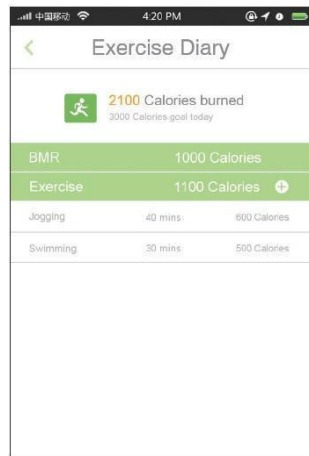 中国移动 4:20 PM
Exercise Diary
2100 Calories burned
3000 Calories goal today
BMR 1000 Calories
Exercise 1100 Calories
Jogging 40 mins 600 Calories
Swimming 30 mins 500 Calories